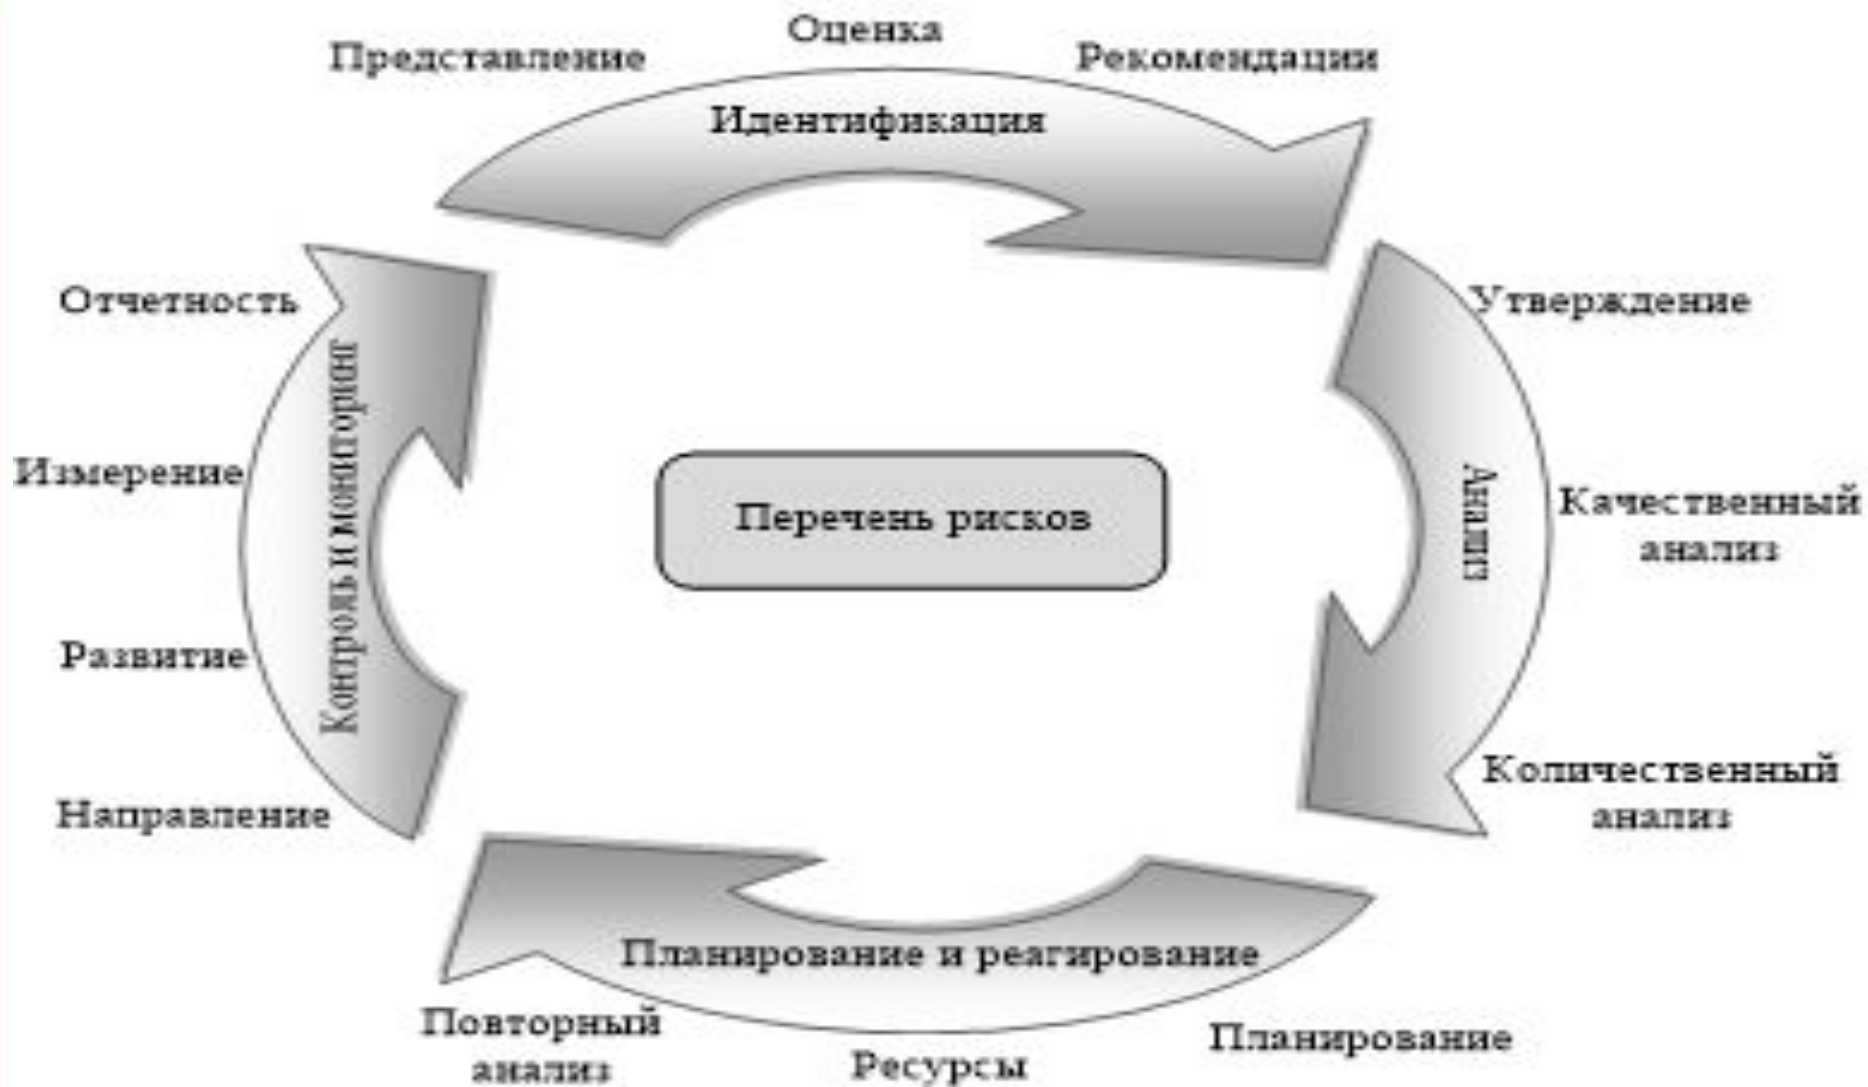 Оценка
Представление
Рекомендации
Идентификация
Отчетность
Утверждение
Контроль и мониторинг
Измерение
Анализ
Качественный
анализ
Перечень рисков
Развитие
Количественный
анализ
Направление
Планирование и реагирование
Повторный
анализ
Ресурсы
Планирование